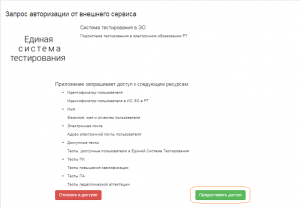 Запрос авторизации от внешнего сервиса
Система тестирования в ЭО
Подсистема тестирования в электронном образовании РТ
Единая
система
тестирования
Приложение запрашивает доступ к следующим ресурсам:
Идентификатор пользователя
Идентификатор пользователя в ИС ЭО в РТ
Имя
Фамилия, имя и отчество пользователя
Электронная почта
Адрес электронной почты пользователя
Доступные тесты
Тесты, доступные пользователю в Единой Системе Тестирования
Тесты ПК
Тесты повышения квалификации
Тесты ПА
Тесты педагогической аттестации
Отказать в доступе
Предоставить доступ